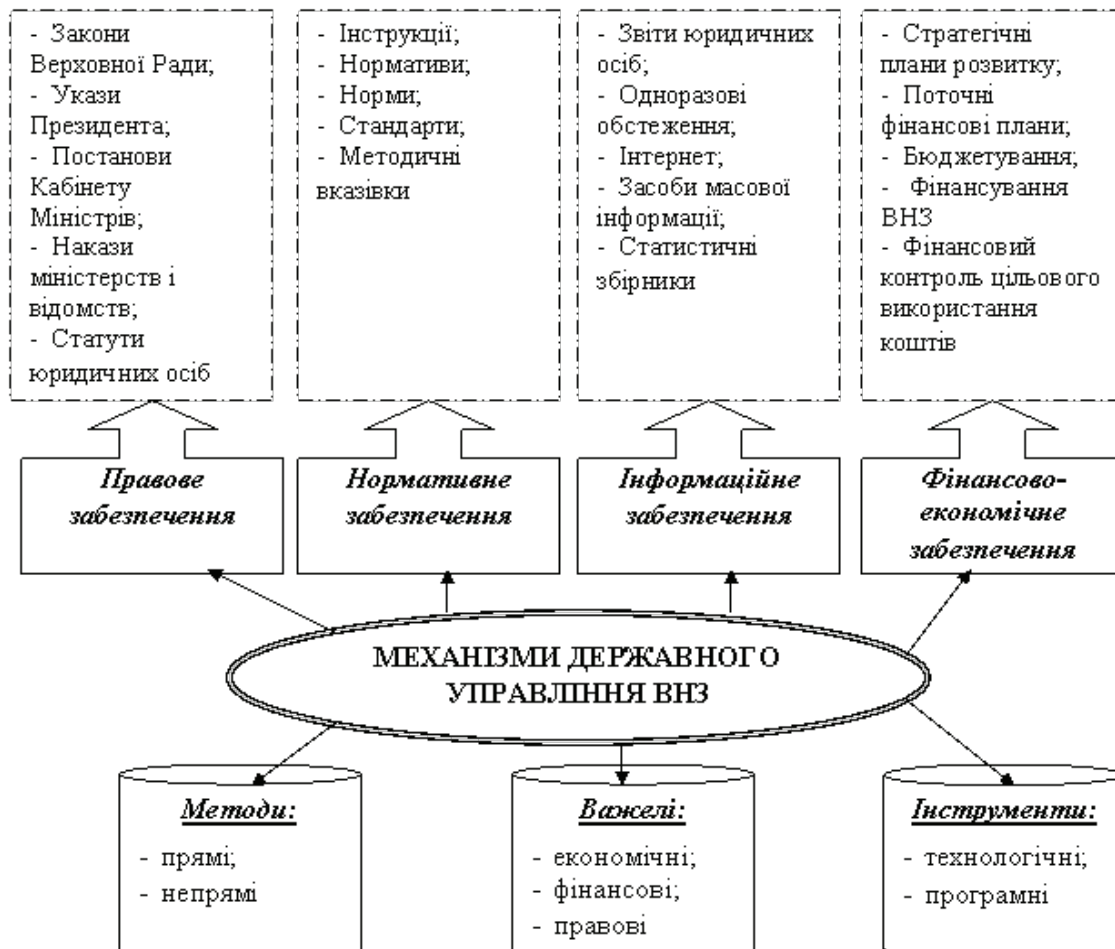 - Закони
Верховної Ради;
- Укази
Президента;
- Постанови
Кабінету
Міністрів;
- Накази
міністерств і
відомств;
- Статути
юридичних осіб
- Інструкції;
- Нормативи;
- Норми;
- Стандарти;
- Методичні
вказівки
- Звіти юридичних
осіб;
- Одноразові
обстеження;
- Інтернет;
- Засоби масової
інформації;
- Статистичні
збірники
- Стратегічні
плани розвитку;
- Поточні
фінансові плани;
- Бюджетування;
- Фінансування
ВНЗ
- Фінансовий
контроль цільового
використання
коштів
Правове
забезпечення
Нормативне
забезпечення
Інформаційне
забезпечення
Фінансово-
економічне
забезпечення
МЕХАНІЗМИ ДЕРЖАВНОГО
УПРАВЛІННЯ ВНЗ
Методи:
- прямі;
- непрямі
Важелі:
- економічні;
- фінансові;
- правові
Інструменти:
- технологічні;
- програмні